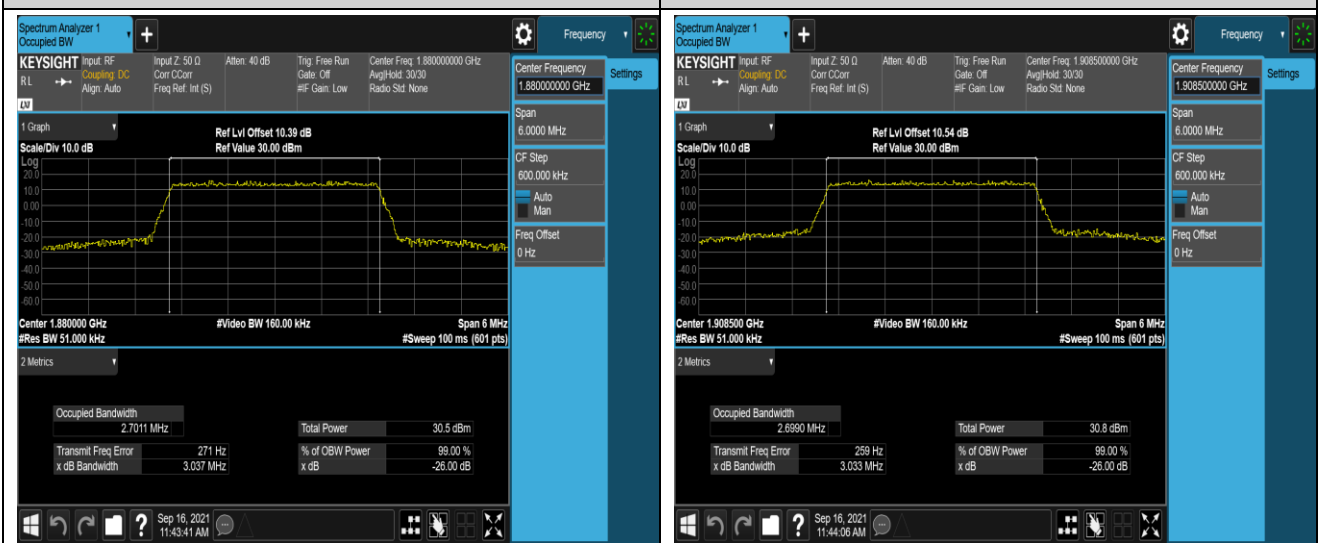 Spectrum Analyzer 1
Occupied BW
+
Frequency
KEYSIGHT
RL
Input: RF
Coupling: DC
Align: Auto
Input Z: 50 Ω
Corr CCorr
Freq Ref: Int (S)
Atten: 40 dB
Trig: Free Run
Gate: Off
#IF Gain: Low
Center Freq: 1.880000000 GHz
Avg|Hold: 30/30
Radio Std: None
LXI
Center Frequency
1.880000000 GHz
Settings
Span
6.0000 MHz
CF Step
600.000 kHz
Auto
Man
Freq Offset
0 Hz
1 Graph
Scale/Div 10.0 dB
Ref Lvl Offset 10.39 dB
Ref Value 30.00 dBm
Log
20.0
10.0
0.00
-10.0
-20.0
-30.0
-40.0
-50.0
-60.0
Center 1.880000 GHz
#Res BW 51.000 kHz
#Video BW 160.00 kHz
Span 6 MHz
#Sweep 100 ms (601 pts)
2 Metrics
Occupied Bandwidth
2.7011 MHz
Transmit Freq Error 271 Hz
x dB Bandwidth 3.037 MHz
Total Power 30.5 dBm
% of OBW Power 99.00 %
x dB -26.00 dB
?
Sep 16, 2021
11:43:41 AM
Spectrum Analyzer 1
Occupied BW
+
Frequency
KEYSIGHT
RL
Input: RF
Coupling: DC
Align: Auto
Input Z: 50 Ω
Corr CCorr
Freq Ref: Int (S)
Atten: 40 dB
Trig: Free Run
Gate: Off
#IF Gain: Low
Center Freq: 1.908500000 GHz
Avg|Hold: 30/30
Radio Std: None
LXI
Center Frequency
1.908500000 GHz
Settings
Span
6.0000 MHz
CF Step
600.000 kHz
Auto
Man
Freq Offset
0 Hz
1 Graph
Scale/Div 10.0 dB
Ref Lvl Offset 10.54 dB
Ref Value 30.00 dBm
Log
20.0
10.0
0.00
-10.0
-20.0
-30.0
-40.0
-50.0
-60.0
Center 1.908500 GHz
#Res BW 51.000 kHz
#Video BW 160.00 kHz
Span 6 MHz
#Sweep 100 ms (601 pts)
2 Metrics
Occupied Bandwidth
2.6990 MHz
Transmit Freq Error 259 Hz
x dB Bandwidth 3.033 MHz
Total Power 30.8 dBm
% of OBW Power 99.00 %
x dB -26.00 dB
?
Sep 16, 2021
11:44:06 AM